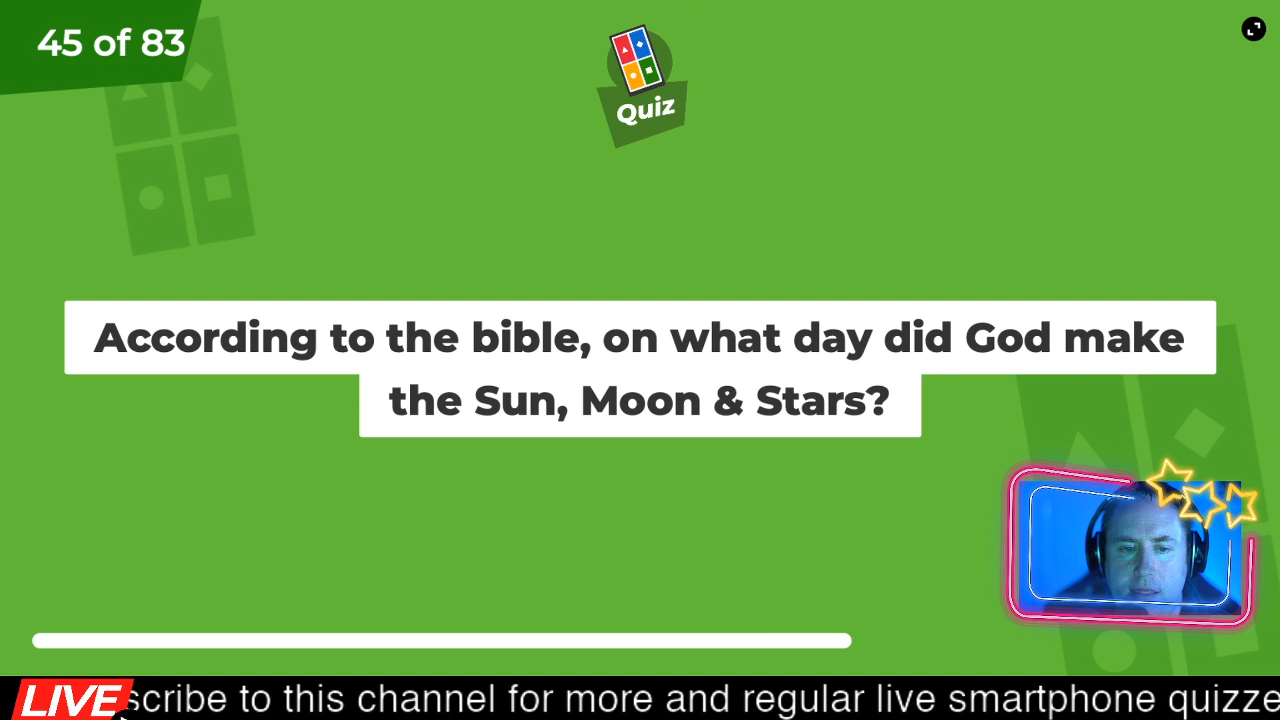 45 of 83
Quiz
According to the bible, on what day did God make
the Sun, Moon & Stars?
LIVE
scribe to this channel for more and regular live smartphone quizze